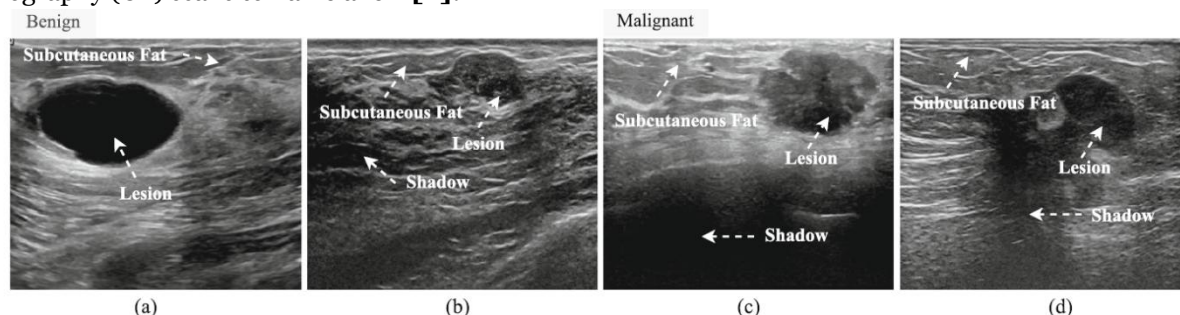 Benign
Malignant
Subcutaneous Fat
Lesion
Subcutaneous Fat
Lesion
Shadow
Subcutaneous Fat
Lesion
Shadow
Subcutaneous Fat
Lesion
Shadow
(a)
(b)
(c)
(d)